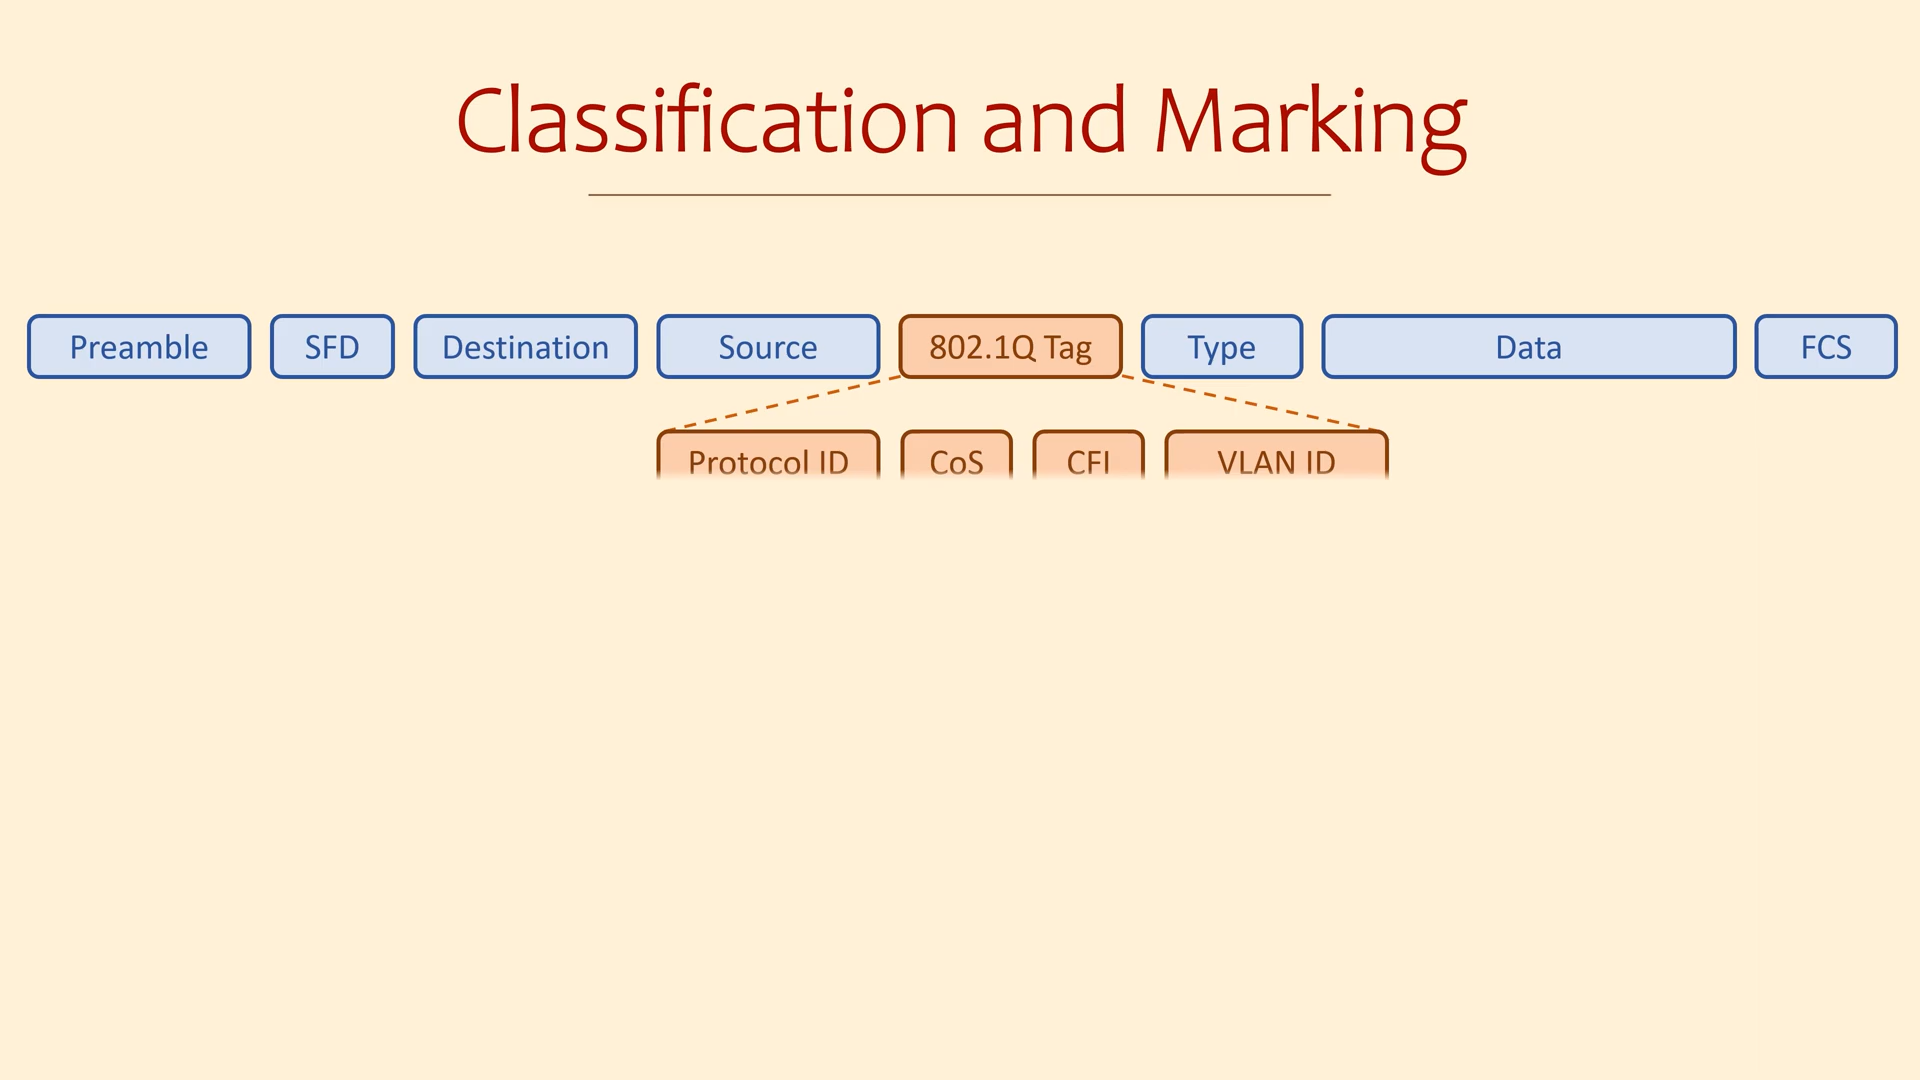 Classification and Marking
Preamble SFD Destination Source 802.1Q Tag Type Data FCS
Protocol ID CoS CFI VLAN ID